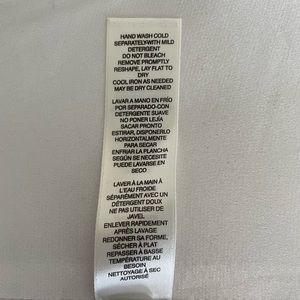 HAND WASH COLD
SEPARATELY/WITH MILD
DETERGENT
DO NOT BLEACH
REMOVE PROMPTLY
RESHAPE, LAY FLAT TO
DRY
COOL IRON AS NEEDED
MAY BE DRY CLEANED
LAVAR A MANO EN FRÍO
POR SEPARADO-CON
DETERGENTE SUAVE
NO PONER LEJÍA
SACAR PRONTO
ESTIRAR, DISPONERLO
HORIZONTALMENTE
PARA SECAR
ENFRIAR LA PLANCHA
SEGÚN SE NECESITE
PUEDE LAVARSE EN
SECO
LAVER À LA MAIN À
L'EAU FROIDE
SÉPARÉMENT AVEC UN
DÉTERGENT DOUX
NE PAS UTILISER DE
JAVEL
ENLEVER RAPIDEMENT
APRÈS LAVAGE
REDONNER SA FORME,
SÉCHER À PLAT
REPASSER À BASSE
TEMPÉRATURE AU
BESOIN
NETTOYAGE À SEC
AUTORISÉ